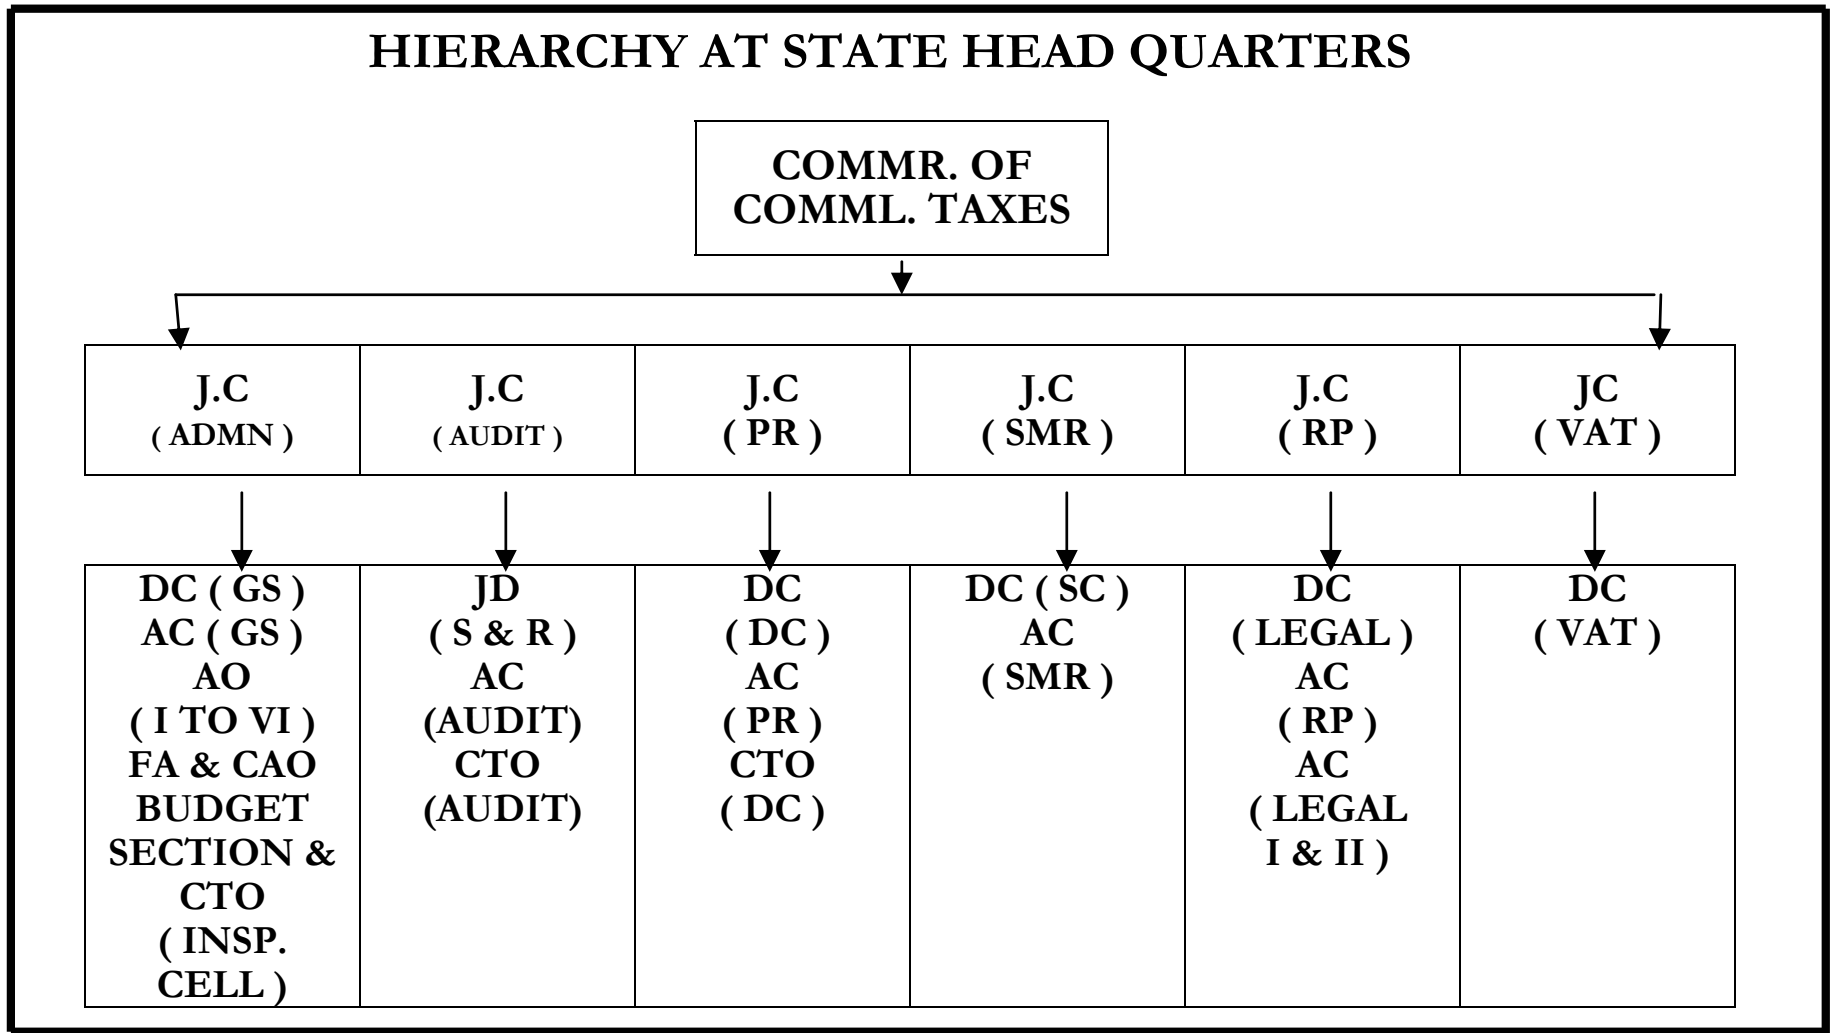 HIERARCHY AT STATE HEAD QUARTERS
COMMR. OF
COMML. TAXES
J.C
( ADMN )
J.C
( AUDIT )
J.C
( PR )
J.C
( SMR )
J.C
( RP )
JC
( VAT )
DC ( GS )
AC ( GS )
AO
( I TO VI )
FA & CAO
BUDGET
SECTION &
CTO
( INSP.
CELL )
JD
( S & R )
AC
(AUDIT)
CTO
(AUDIT)
DC
( DC )
AC
( PR )
CTO
( DC )
DC ( SC )
AC
( SMR )
DC
( LEGAL )
AC
( RP )
AC
( LEGAL
I & II )
DC
( VAT )